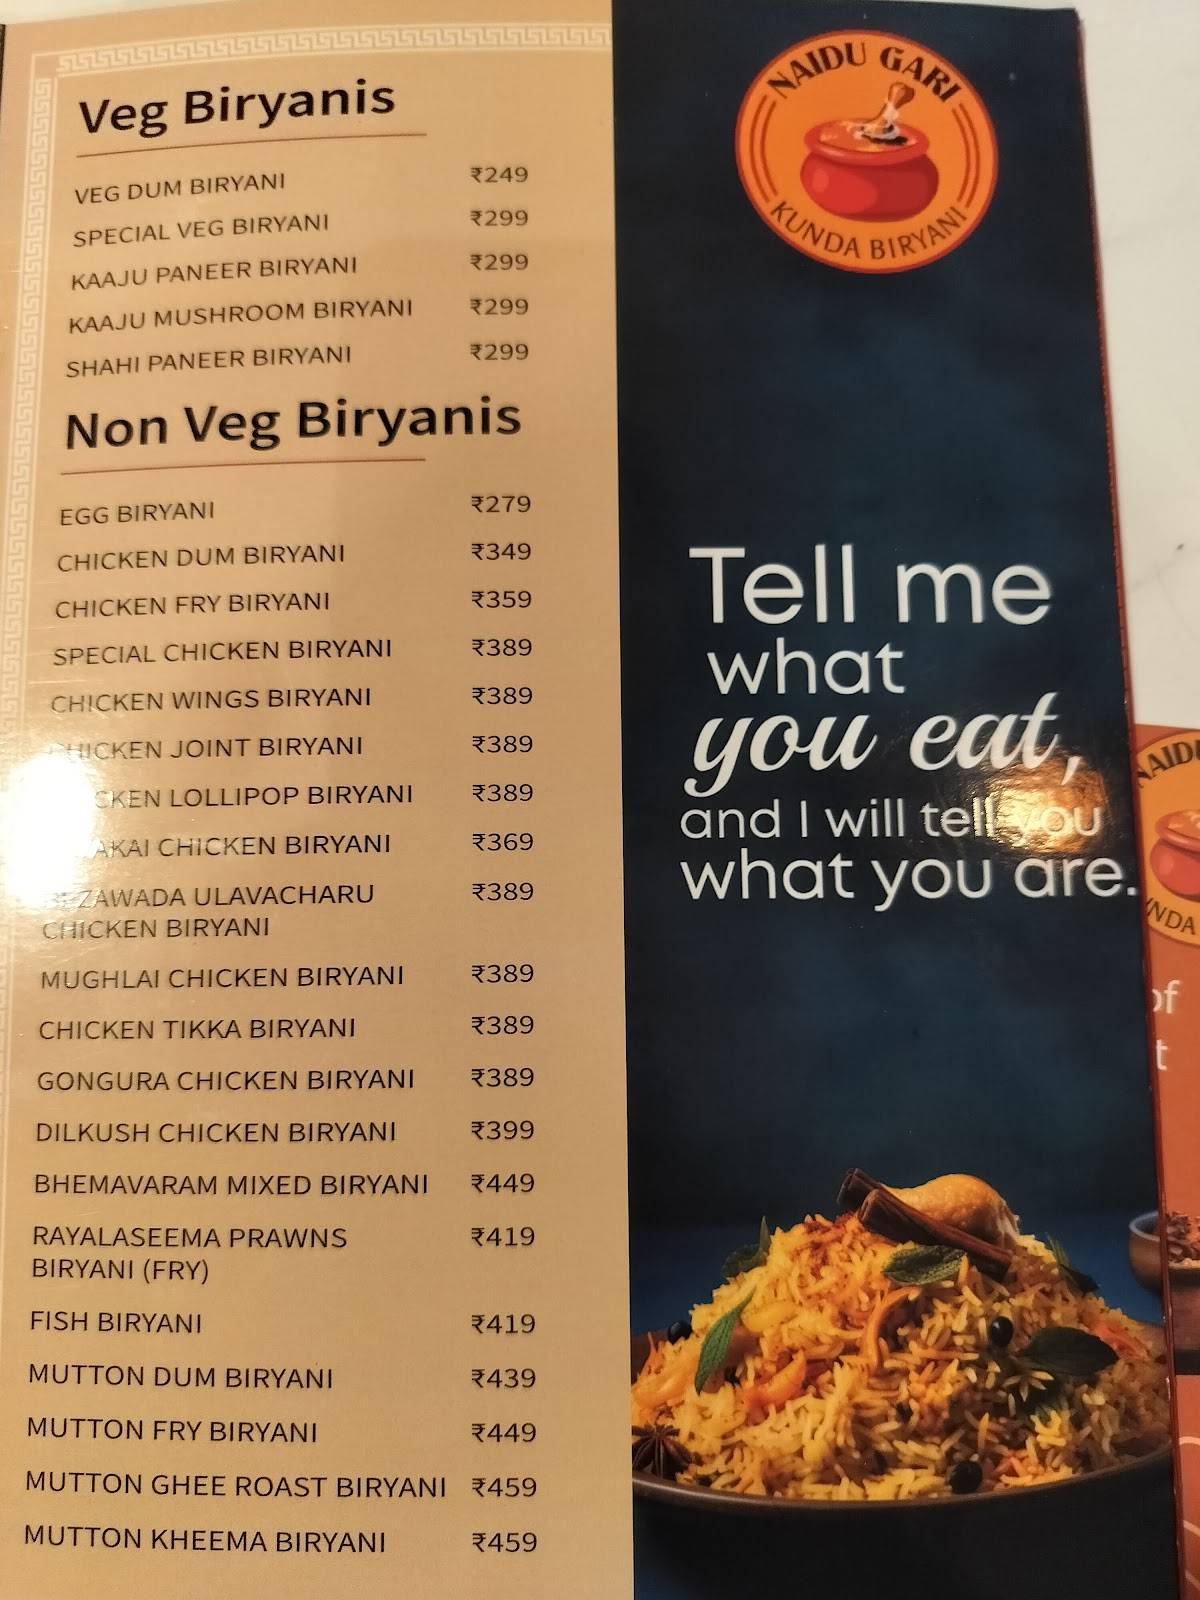 Veg Biryanis
VEG DUM BIRYANI ₹249
SPECIAL VEG BIRYANI ₹299
KAAJU PANEER BIRYANI ₹299
KAAJU MUSHROOM BIRYANI ₹299
SHAHI PANEER BIRYANI ₹299
Non Veg Biryanis
EGG BIRYANI ₹279
CHICKEN DUM BIRYANI ₹349
CHICKEN FRY BIRYANI ₹359
SPECIAL CHICKEN BIRYANI ₹389
CHICKEN WINGS BIRYANI ₹389
CHICKEN JOINT BIRYANI ₹389
CHICKEN LOLLIPOP BIRYANI ₹389
CHICKEN BIRYANI ₹369
BEZAWADA ULAVACHARU ₹389
CHICKEN BIRYANI
MUGHLAI CHICKEN BIRYANI ₹389
CHICKEN TIKKA BIRYANI ₹389
GONGURA CHICKEN BIRYANI ₹389
DILKUSH CHICKEN BIRYANI ₹399
BHEMAVARAM MIXED BIRYANI ₹449
RAYALASEEMA PRAWNS ₹419
BIRYANI (FRY)
FISH BIRYANI ₹419
MUTTON DUM BIRYANI ₹439
MUTTON FRY BIRYANI ₹449
MUTTON GHEE ROAST BIRYANI ₹459
MUTTON KHEEMA BIRYANI ₹459
NAIDU GARI
KUNDA BIRYANI
Tell me
what
you eat,
and I will tell you
what you are.